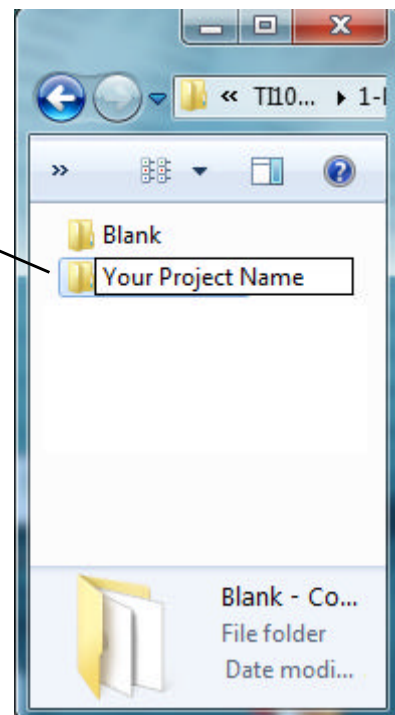 « TI10... ▸ 1-
»
Blank
Your Project Name
Blank - Co...
File folder
Date modi...